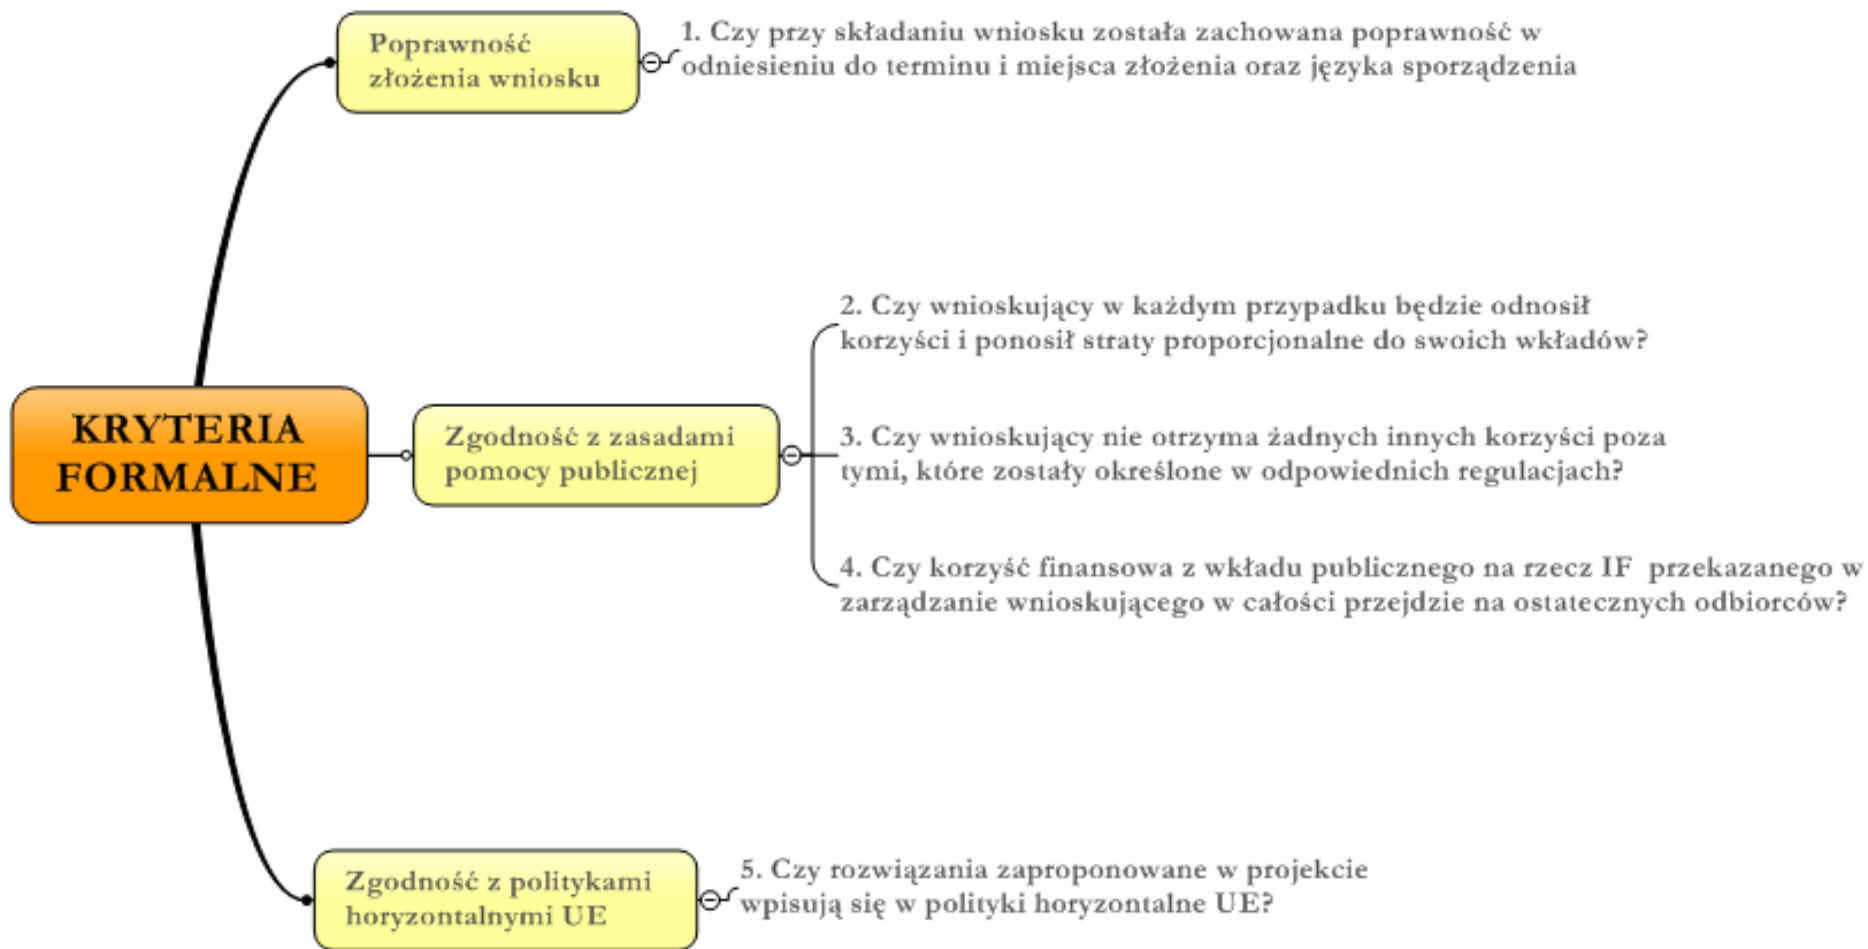 Poprawność
złożenia wniosku
1. Czy przy składaniu wniosku została zachowana poprawność w
odniesieniu do terminu i miejsca złożenia oraz języka sporządzenia
KRYTERIA
FORMALNE
Zgodność z zasadami
pomocy publicznej
2. Czy wnioskujący w każdym przypadku będzie odnosił
korzyści i ponosił straty proporcjonalne do swoich wkładów?
3. Czy wnioskujący nie otrzyma żadnych innych korzyści poza
tymi, które zostały określone w odpowiednich regulacjach?
4. Czy korzyść finansowa z wkładu publicznego na rzecz IF  przekazanego w
zarządzanie wnioskującego w całości przejdzie na ostatecznych odbiorców?
Zgodność z politykami
horyzontalnymi UE
5. Czy rozwiązania zaproponowane w projekcie
wpisują się w polityki horyzontalne UE?